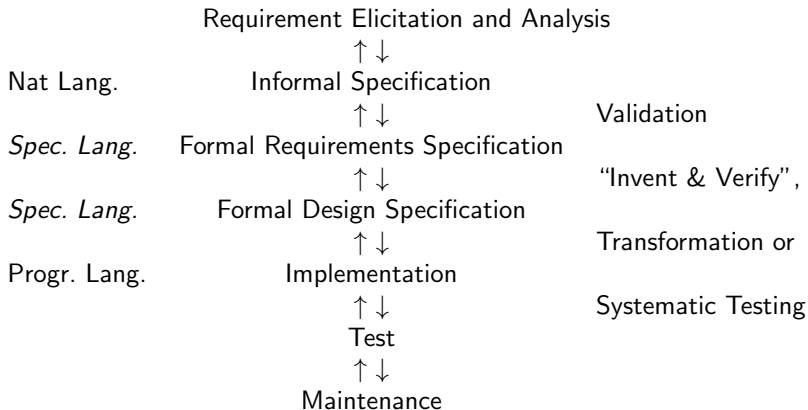 Requirement Elicitation and Analysis
↑ ↓
Nat Lang. Informal Specification
↑ ↓ Validation
Spec. Lang. Formal Requirements Specification
↑ ↓ “Invent & Verify”,
Spec. Lang. Formal Design Specification
↑ ↓ Transformation or
Progr. Lang. Implementation
↑ ↓ Systematic Testing
Test
↑ ↓
Maintenance